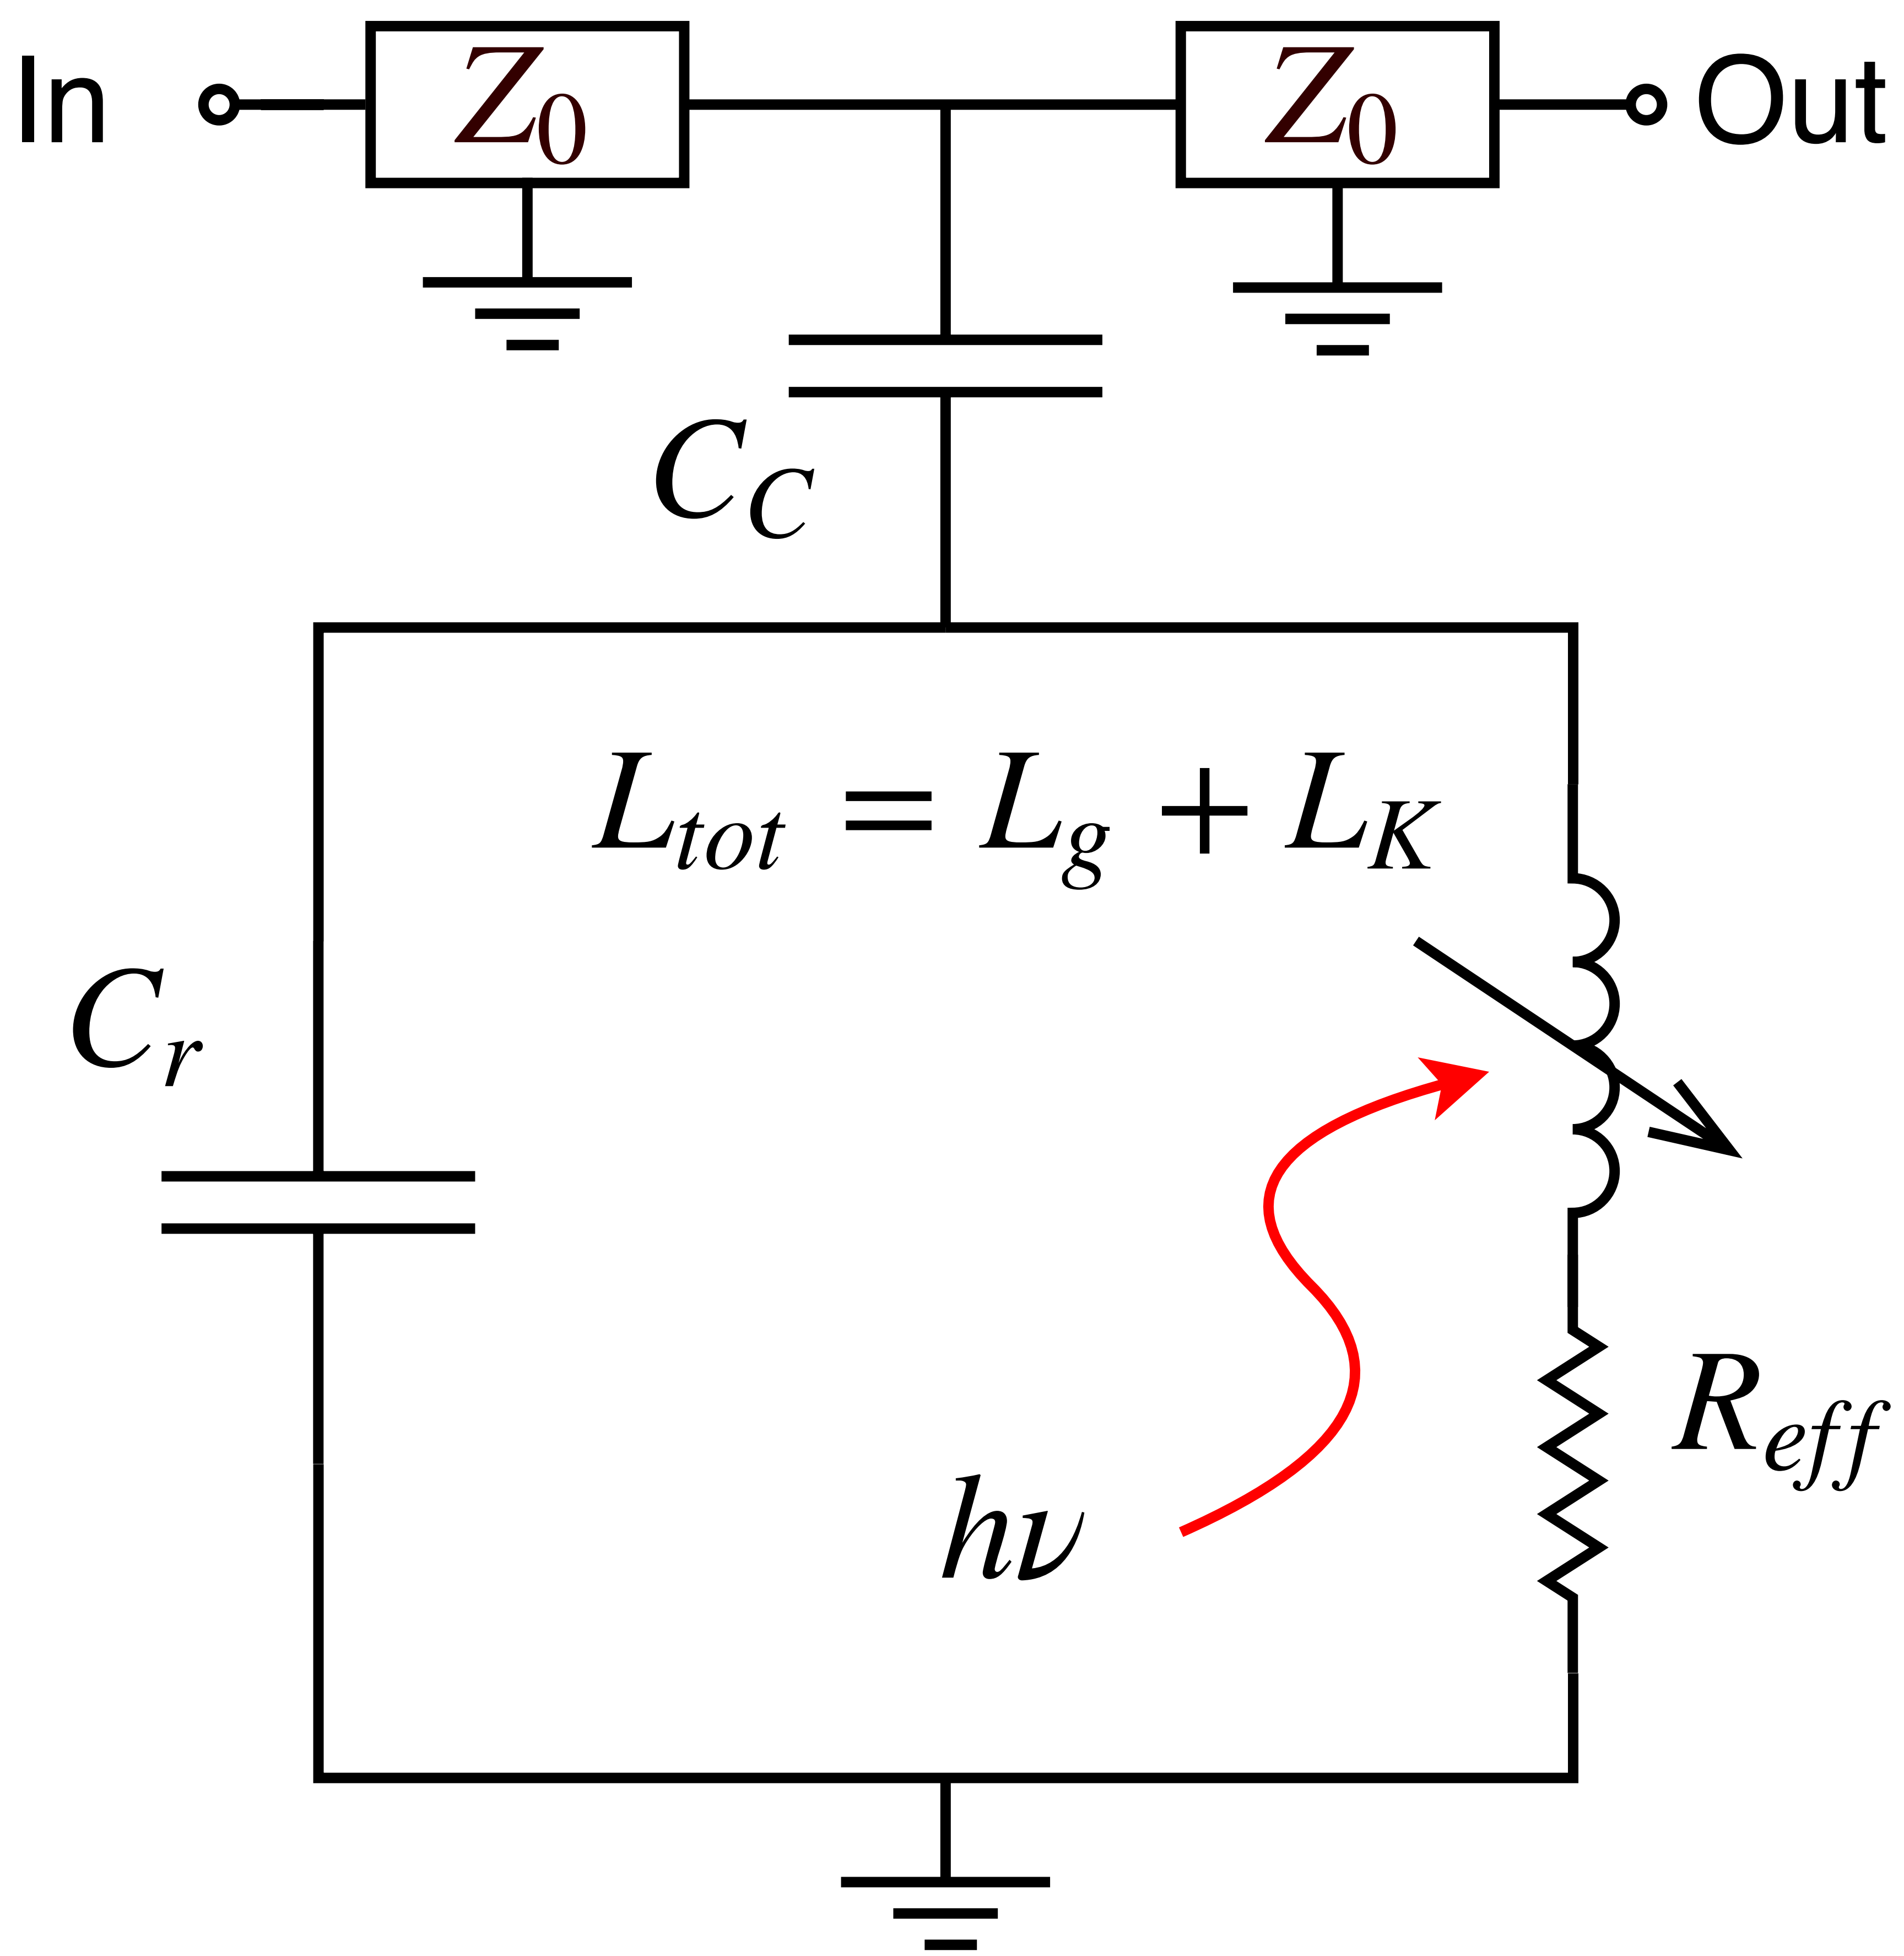 In
Z0
Z0
Out
CC
Ltot = Lg + LK
Cr
Reff
hν